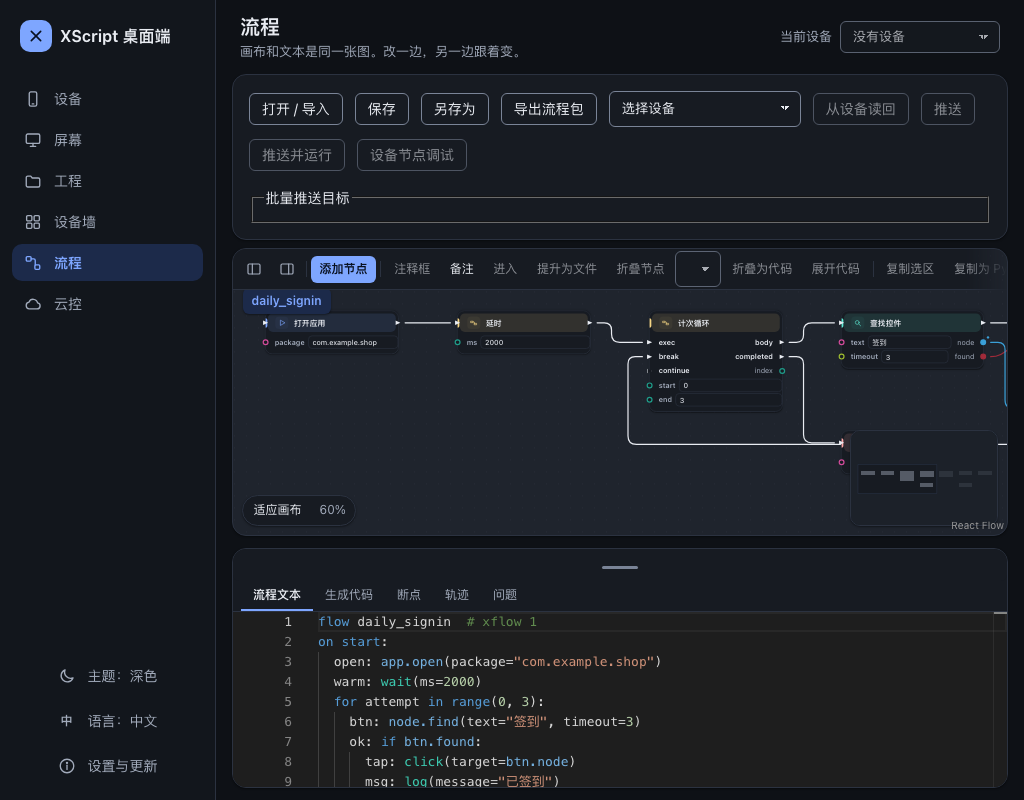 XScript 桌面端
设备
屏幕
工程
设备墙
流程
云控
主题：深色
中 语言：中文
设置与更新
流程
画布和文本是同一张图。改一边，另一边跟着变。
当前设备 没有设备
打开 / 导入 保存 另存为 导出流程包 选择设备 从设备读回 推送
推送并运行 设备节点调试
批量推送目标
添加节点 注释框 备注 进入 提升为文件 折叠节点 折叠为代码 展开代码 复制选区 复制为
daily_signin
打开应用 延时 计次循环 查找控件
package com.example.shop ms 2000 exec body text 签到 node
break completed timeout 3 found
continue index
start 0
end 3
适应画布 60%
React Flow
流程文本 生成代码 断点 轨迹 问题
1 flow daily_signin  # xflow 1
2 on start:
3 open: app.open(package="com.example.shop")
4 warm: wait(ms=2000)
5 for attempt in range(0, 3):
6 btn: node.find(text="签到", timeout=3)
7 ok: if btn.found:
8 tap: click(target=btn.node)
9 msg: log(message="已签到")